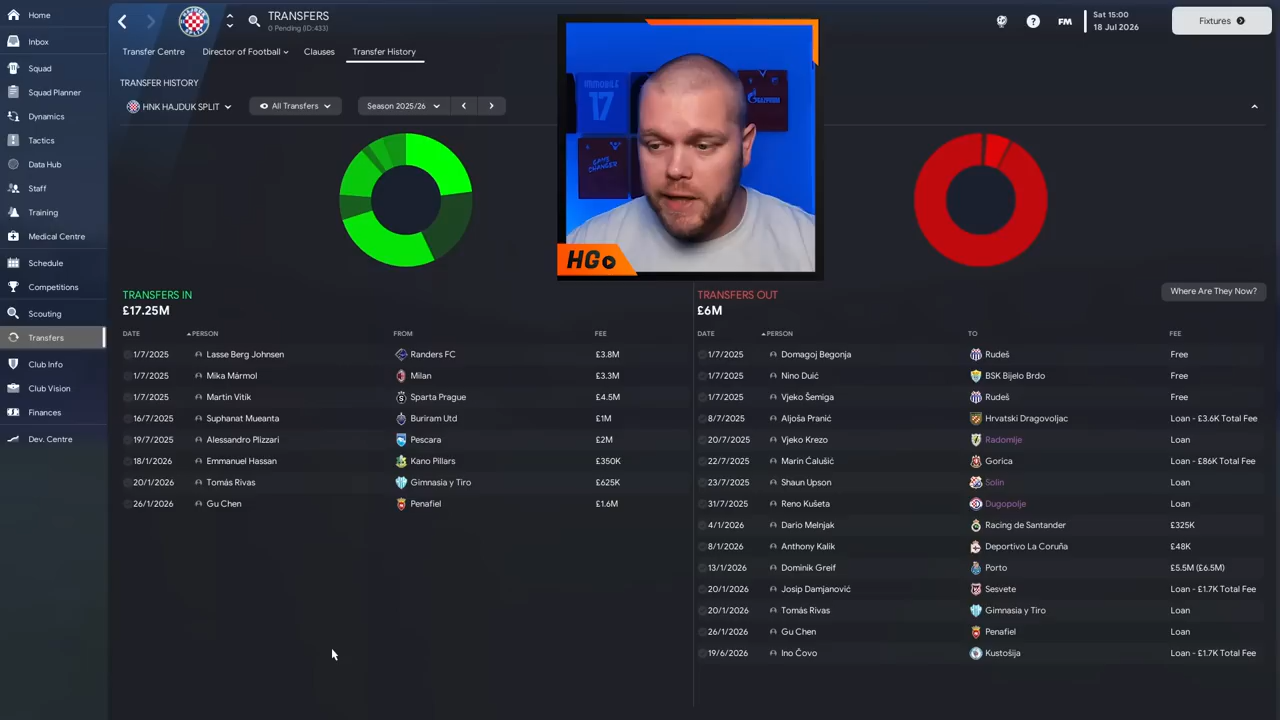 Home
Inbox
Squad
Squad Planner
Dynamics
Tactics
Data Hub
Staff
Training
Medical Centre
Schedule
Competitions
Scouting
Transfers
Club Info
Club Vision
Finances
Dev. Centre
TRANSFERS
0 Pending (ID:433)
FM
Sat 15:00
18 Jul 2026
Fixtures
Transfer Centre
Director of Football
Clauses
Transfer History
TRANSFER HISTORY
HNK HAJDUK SPLIT
All Transfers
Season 2025/26
IMMOBILE
17
GAME CHANGER
GAZPROM
HG
TRANSFERS IN
£17.25M
DATE PERSON FROM FEE
1/7/2025 Lasse Berg Johnsen Randers FC £3.8M
1/7/2025 Mika Mármol Milan £3.3M
1/7/2025 Martin Vitík Sparta Prague £4.5M
16/7/2025 Suphanat Mueanta Buriram Utd £1M
19/7/2025 Alessandro Plizzari Pescara £2M
18/1/2026 Emmanuel Hassan Kano Pillars £350K
20/1/2026 Tomás Rivas Gimnasia y Tiro £625K
26/1/2026 Gu Chen Penafiel £1.6M
TRANSFERS OUT
£6M
Where Are They Now?
DATE PERSON TO FEE
1/7/2025 Domagoj Begonja Rudeš Free
1/7/2025 Nino Duić BSK Bijelo Brdo Free
1/7/2025 Vjeko Šemiga Rudeš Free
8/7/2025 Aljoša Pranić Hrvatski Dragovoljac Loan - £3.6K Total Fee
20/7/2025 Vjeko Krezo Radomlje Loan
22/7/2025 Marin Ćalušić Gorica Loan - £86K Total Fee
23/7/2025 Shaun Upson Solin Loan
31/7/2025 Reno Kušeta Dugopolje Loan
4/1/2026 Dario Melnjak Racing de Santander £325K
8/1/2026 Anthony Kalik Deportivo La Coruña £48K
13/1/2026 Dominik Greif Porto £5.5M (£6.5M)
20/1/2026 Josip Damjanović Sesvete Loan - £1.7K Total Fee
20/1/2026 Tomás Rivas Gimnasia y Tiro Loan
26/1/2026 Gu Chen Penafiel Loan
19/6/2026 Ino Čovo Kustošija Loan - £1.7K Total Fee